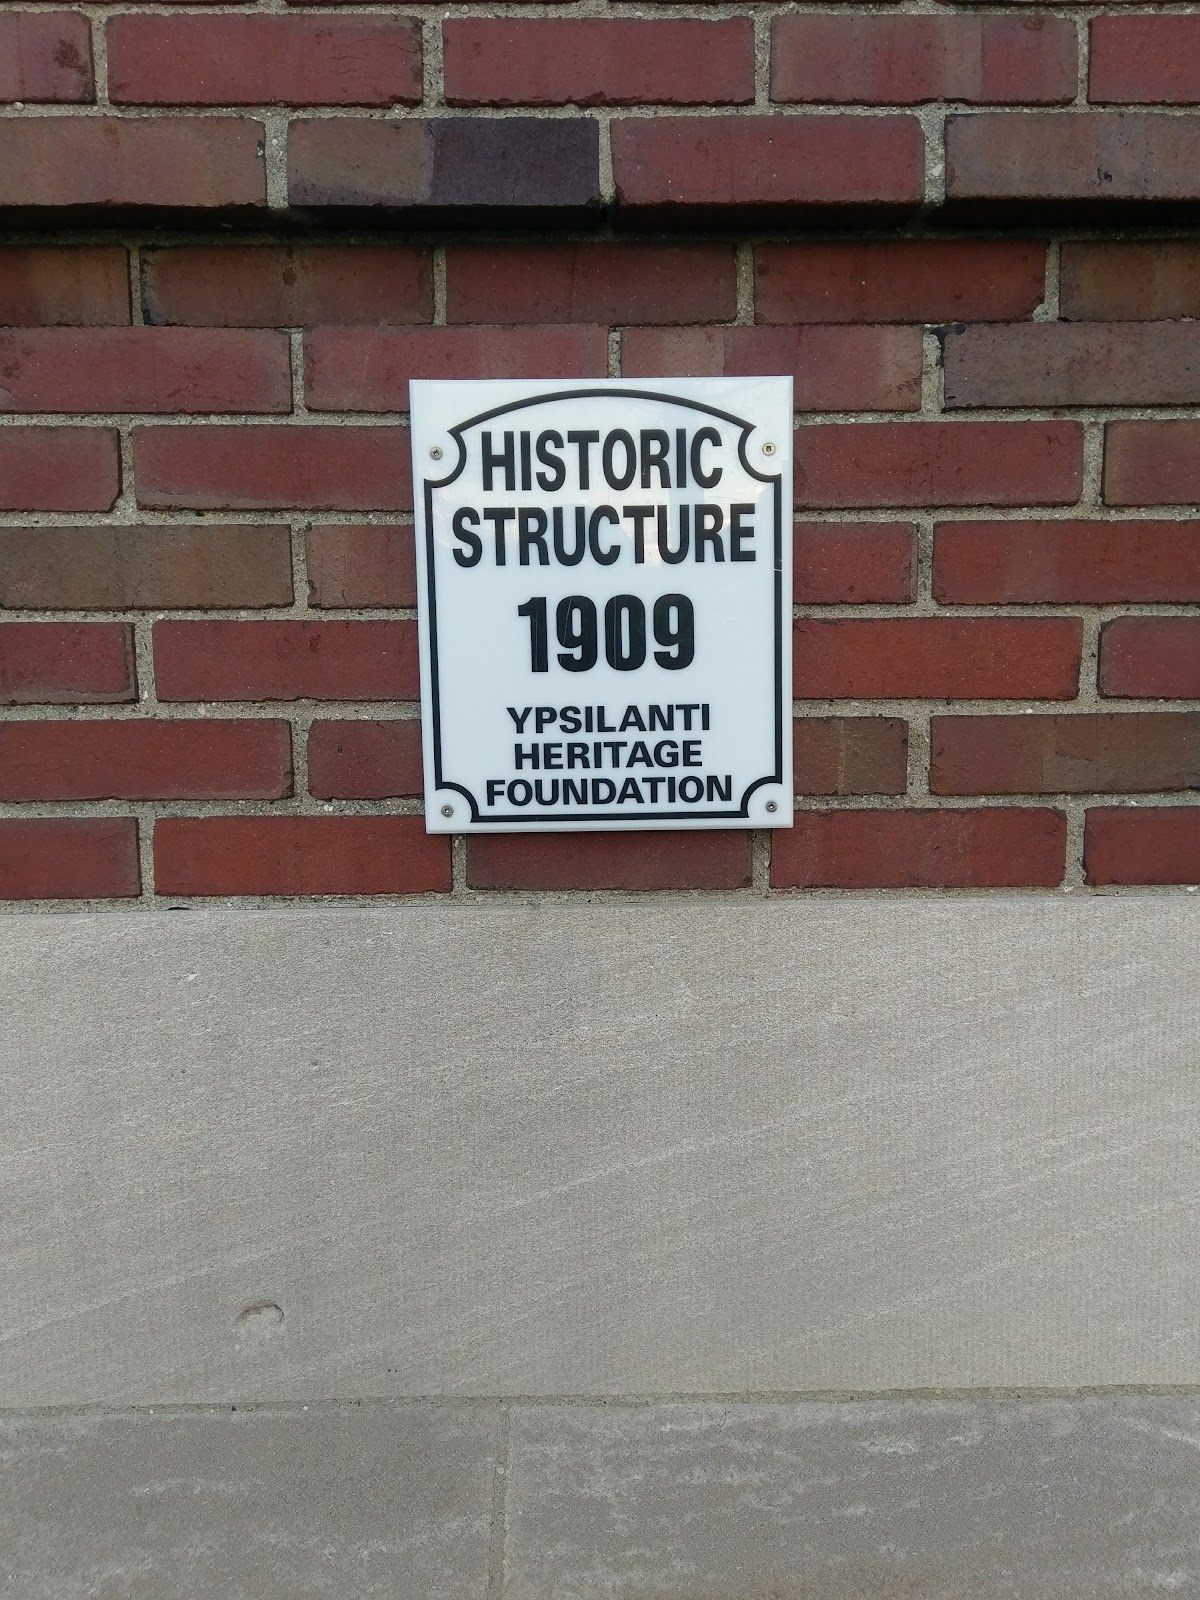 HISTORIC
STRUCTURE
1909
YPSILANTI
HERITAGE
FOUNDATION